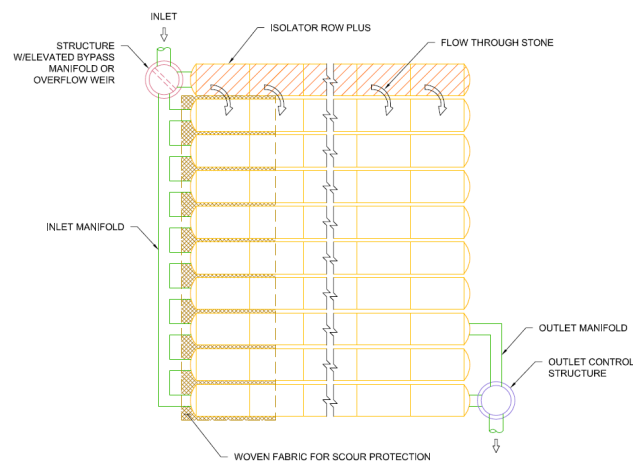 INLET
ISOLATOR ROW PLUS
STRUCTURE
W/ELEVATED BYPASS
MANIFOLD OR
OVERFLOW WEIR
FLOW THROUGH STONE
INLET MANIFOLD
OUTLET MANIFOLD
OUTLET CONTROL
STRUCTURE
WOVEN FABRIC FOR SCOUR PROTECTION